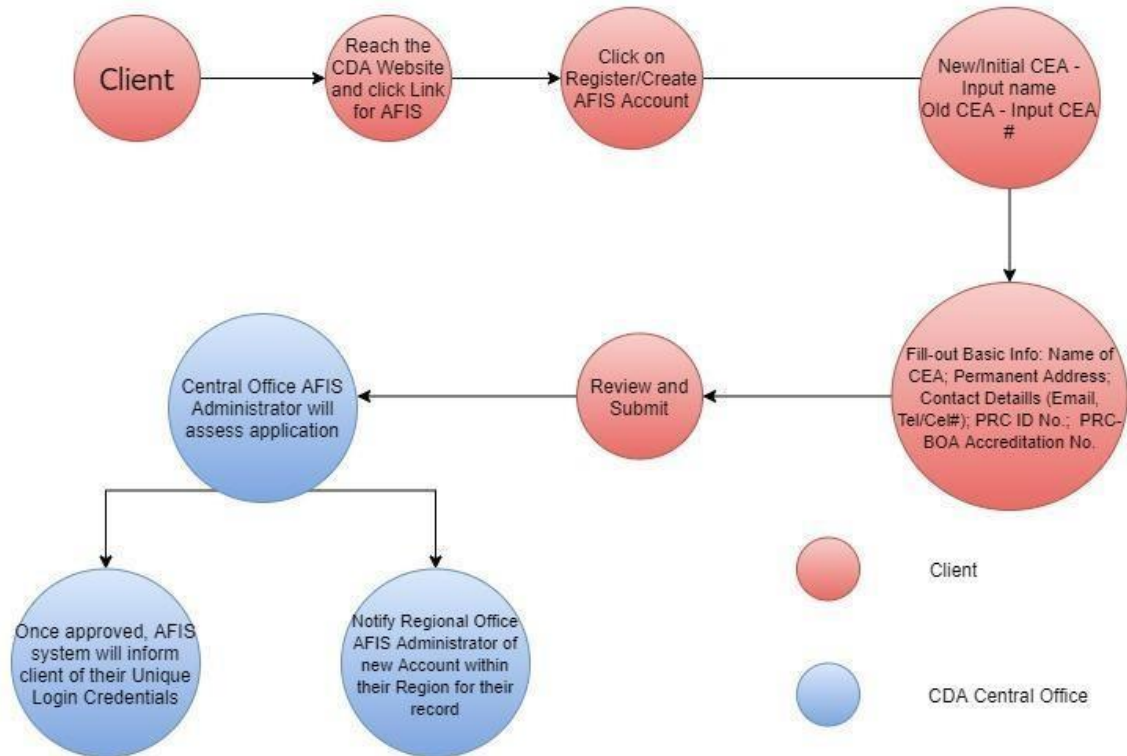 Client
Reach the
CDA Website
and click Link
for AFIS
Click on
Register/Create
AFIS Account
New/Initial CEA -
Input name
Old CEA - Input CEA
#
Fill-out Basic Info: Name of
CEA; Permanent Address;
Contact Detaills (Email,
Tel/Cel#); PRC ID No.; PRC-
BOA Accreditation No.
Review and
Submit
Central Office AFIS
Administrator will
assess application
Once approved, AFIS
system will inform
client of their Unique
Login Credentials
Notify Regional Office
AFIS Administrator of
new Account within
their Region for their
record
Client
CDA Central Office